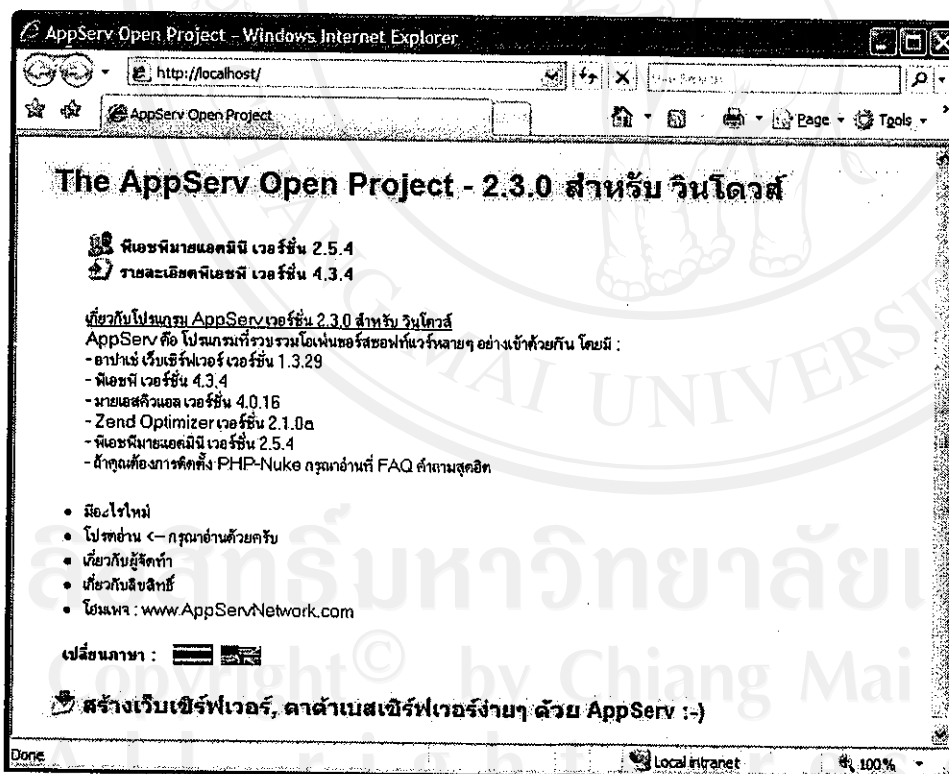 AppServ Open Project - Windows Internet Explorer
http://localhost/
AppServ Open Project
Page
Tools
The AppServ Open Project - 2.3.0 สำหรับ วินโดวส์
พีเอชพีมายแอดมินี เวอร์ชั่น 2.5.4
รายละเอียดพีเอชพี เวอร์ชั่น 4.3.4
เกี่ยวกับโปรแกรม AppServ เวอร์ชั่น 2.3.0 สำหรับ วินโดวส์
AppServ คือ โปรแกรมที่รวบรวมโอเพ่นซอร์สซอฟท์แวร์หลายๆ อย่างเข้าด้วยกัน โดยมี :
- อาปาเช่ เว็บเซิร์ฟเวอร์ เวอร์ชั่น 1.3.29
- พีเอชพี เวอร์ชั่น 4.3.4
- มายเอสคิวแอล เวอร์ชั่น 4.0.16
- Zend Optimizer เวอร์ชั่น 2.1.0a
- พีเอชพีมายแอดมินี เวอร์ชั่น 2.5.4
- ถ้าคุณต้องการติดตั้ง PHP-Nuke กรุณาอ่านที่ FAQ คำถามสุดฮิต
• มีอะไรใหม่
• โปรดอ่าน <-- กรุณาอ่านด้วยครับ
• เกี่ยวกับผู้จัดทำ
• เกี่ยวกับลิขสิทธิ์
• โฮมเพจ : www.AppServNetwork.com
เปลี่ยนภาษา :
สร้างเว็บเซิร์ฟเวอร์, ดาต้าเบสเซิร์ฟเวอร์ง่ายๆ ด้วย AppServ :-)
Done
Local intranet
100%
ลิขสิทธิ์มหาวิทยาลัย
Copyright © by Chiang Mai